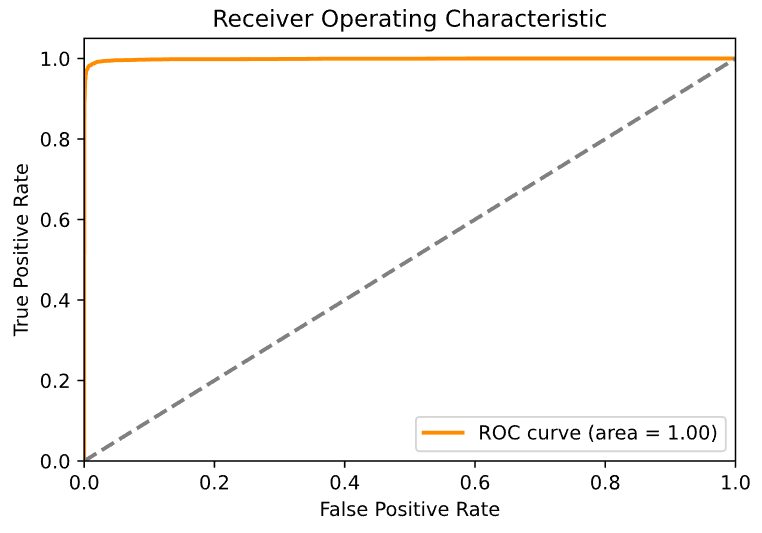 Receiver Operating Characteristic
True Positive Rate
1.0
0.8
0.6
0.4
0.2
0.0
ROC curve (area = 1.00)
0.0 0.2 0.4 0.6 0.8 1.0
False Positive Rate